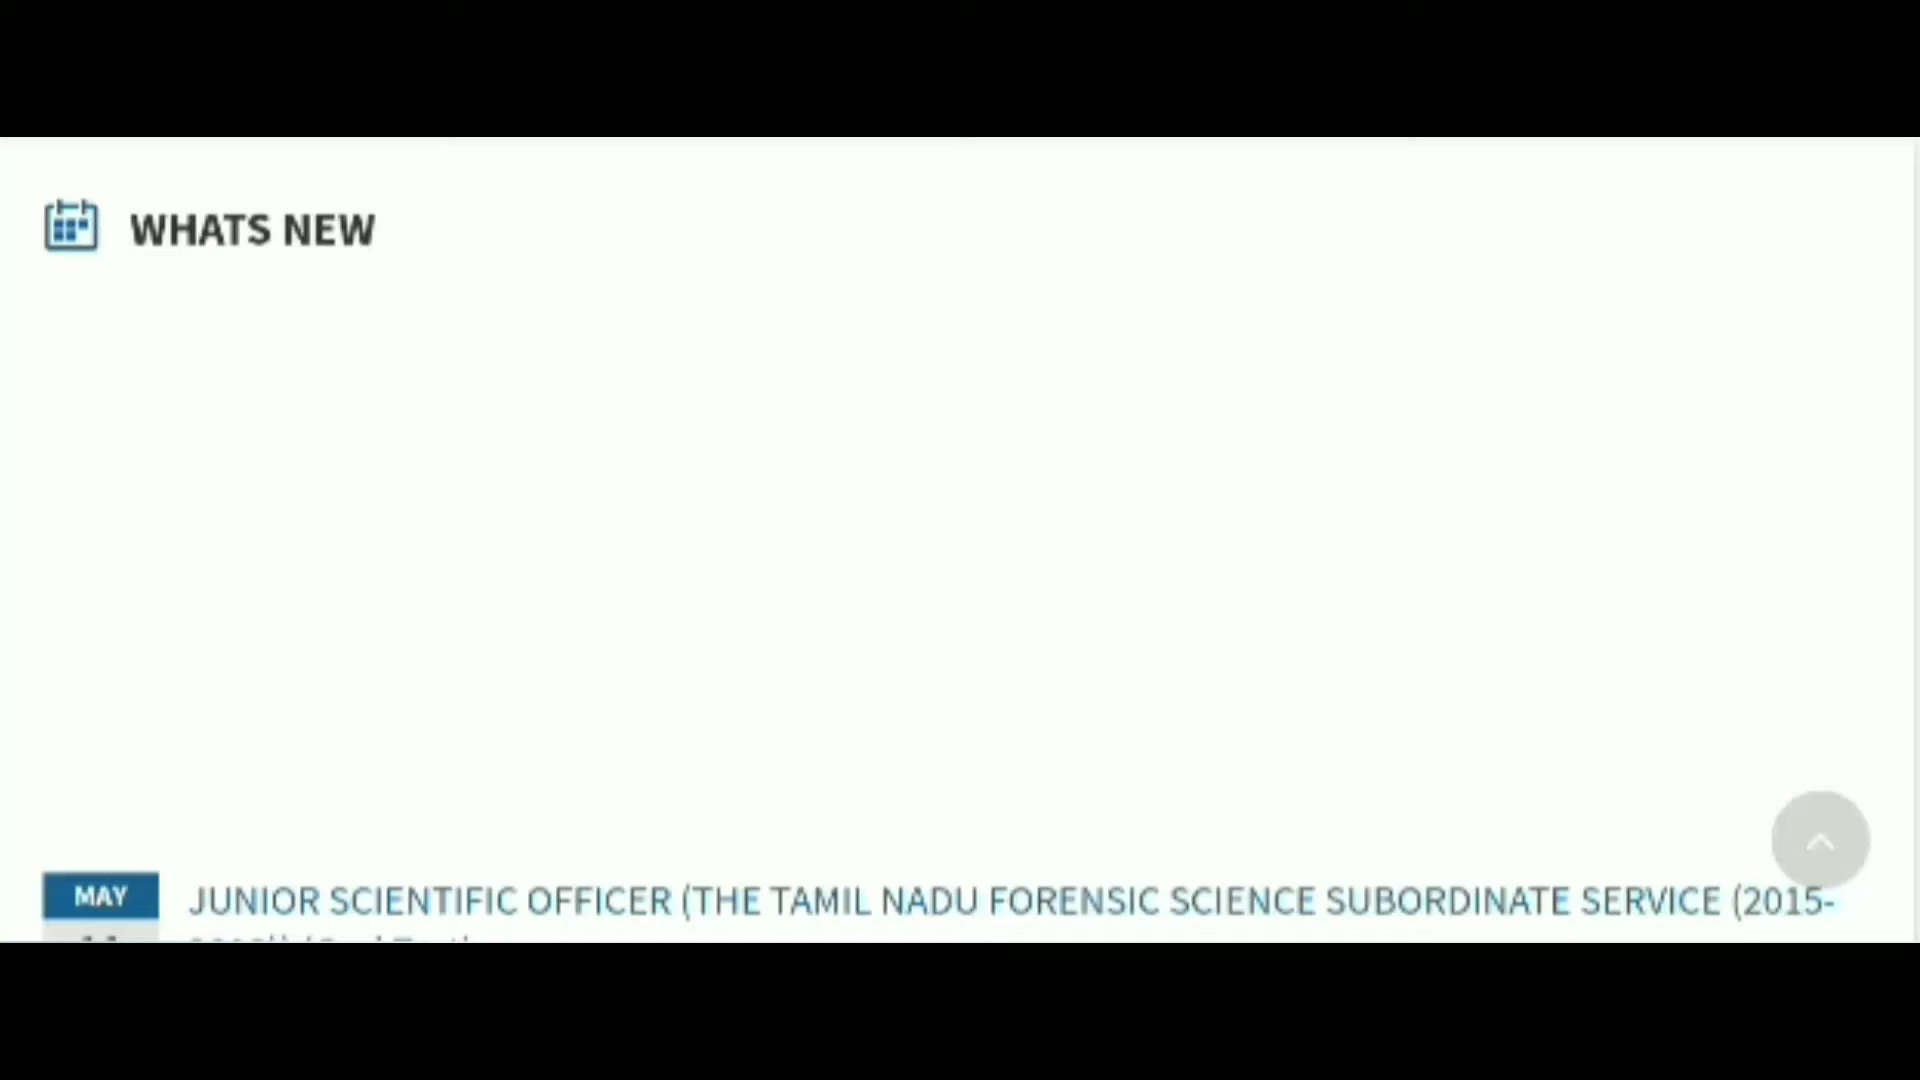 WHATS NEW
MAY
JUNIOR SCIENTIFIC OFFICER (THE TAMIL NADU FORENSIC SCIENCE SUBORDINATE SERVICE (2015-